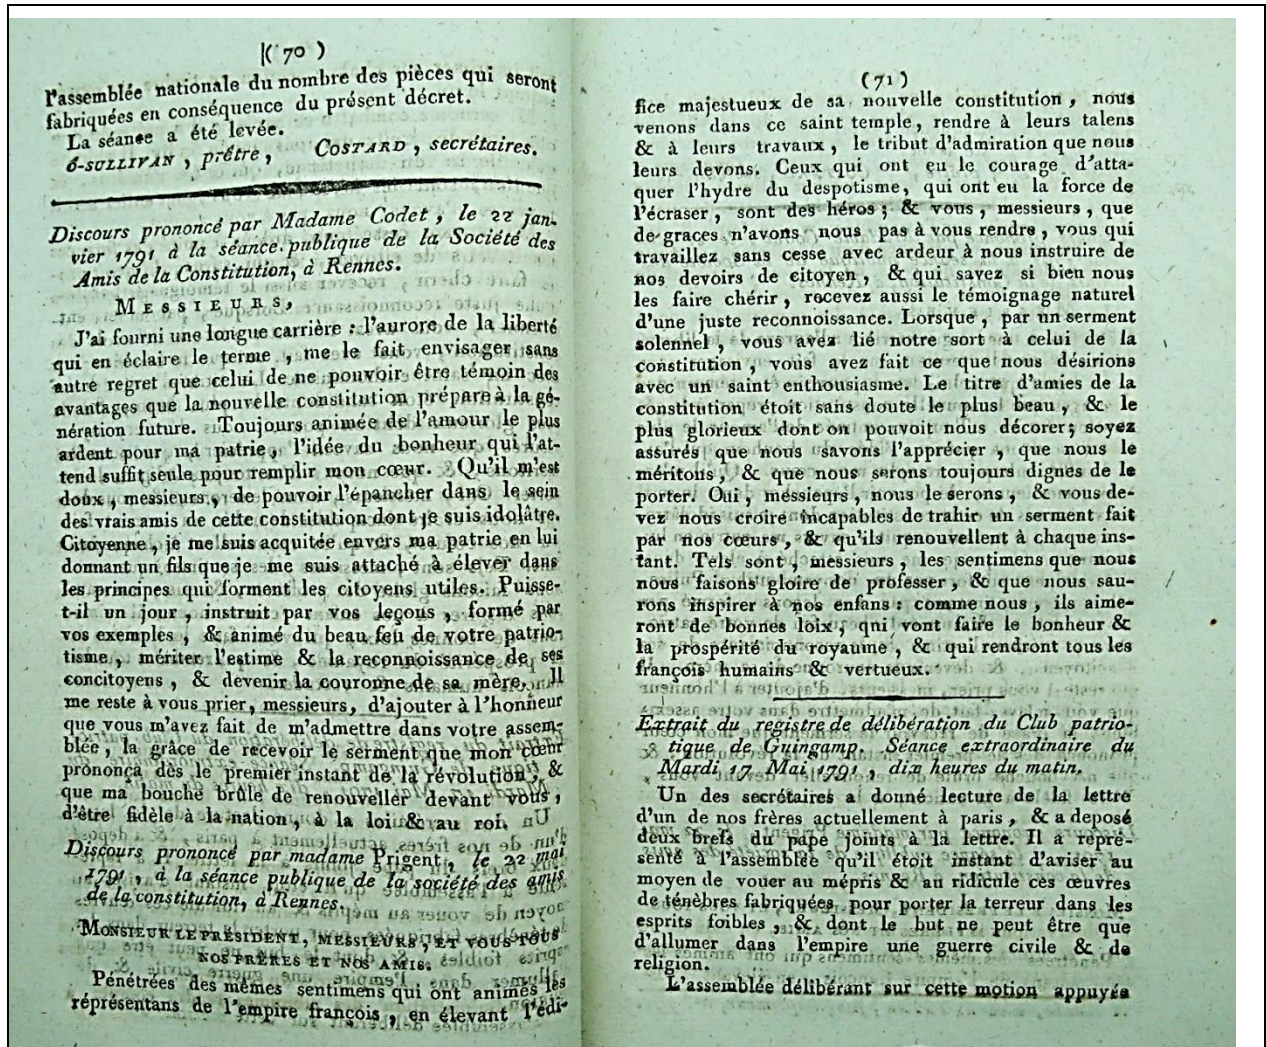 ( 70 )
l'assemblée nationale du nombre des pièces qui seront
fabriquées en conséquence du présent décret.
La séance a été levée.
O-SULLIVAN, prêtre, COSTARD, secrétaires.
Discours prononcé par Madame Codet, le 22 jan-
vier 1791 à la séance publique de la Société des
Amis de la Constitution, à Rennes.
MESSIEURS,
J'ai fourni une longue carrière : l'aurore de la liberté
qui en éclaire le terme, me le fait envisager sans
autre regret que celui de ne pouvoir être témoin des
avantages que la nouvelle constitution prépare à la gé-
nération future. Toujours animée de l'amour le plus
ardent pour ma patrie, l'idée du bonheur qui l'at-
tend suffit seule pour remplir mon cœur. Qu'il m'est
doux, messieurs, de pouvoir l'épancher dans le sein
des vrais amis de cette constitution dont je suis idolâtre.
Citoyenne, je me suis acquitée envers ma patrie en lui
donnant un fils que je me suis attaché à élever dans
les principes qui forment les citoyens utiles. Puisse-
t-il un jour, instruit par vos leçons, formé par
vos exemples, & animé du beau feu de votre patrio-
tisme, mériter l'estime & la reconnoissance de ses
concitoyens, & devenir la couronne de sa mère. Il
me reste à vous prier, messieurs, d'ajouter à l'honneur
que vous m'avez fait de m'admettre dans votre assem-
blée, la grâce de recevoir le serment que mon cœur
prononça dès le premier instant de la révolution, &
que ma bouche brûle de renouveller devant vous,
d'être fidèle à la nation, à la loi & au roi.
Discours prononcé par madame Prigent, le 22 mai
1791, à la séance publique de la société des amis
de la constitution, à Rennes.
MONSIEUR LE PRÉSIDENT, MESSIEURS, ET VOUS TOUS
NOS FRÈRES ET NOS AMIS.
Pénétrées des mêmes sentimens qui ont animés les
réprésentans de l'empire françois, en élevant l'édi-
( 71 )
fice majestueux de sa nouvelle constitution, nous
venons dans ce saint temple, rendre à leurs talens
& à leurs travaux, le tribut d'admiration que nous
leurs devons. Ceux qui ont eu le courage d'atta-
quer l'hydre du despotisme, qui ont eu la force de
l'écraser, sont des héros; & vous, messieurs, que
de graces n'avons nous pas à vous rendre, vous qui
travaillez sans cesse avec ardeur à nous instruire de
nos devoirs de citoyen, & qui savez si bien nous
les faire chérir, recevez aussi le témoignage naturel
d'une juste reconnoissance. Lorsque, par un serment
solennel, vous avez lié notre sort à celui de la
constitution, vous avez fait ce que nous désirions
avec un saint enthousiasme. Le titre d'amies de la
constitution étoit sans doute le plus beau, & le
plus glorieux dont on pouvoit nous décorer; soyez
assurés que nous savons l'apprécier, que nous le
méritons, & que nous serons toujours dignes de le
porter. Oui, messieurs, nous le serons, & vous de-
vez nous croire incapables de trahir un serment fait
par nos cœurs, & qu'ils renouvellent à chaque ins-
tant. Tels sont, messieurs, les sentimens que nous
nous faisons gloire de professer, & que nous sau-
rons inspirer à nos enfans : comme nous, ils aime-
ront de bonnes loix, qui vont faire le bonheur &
la prospérité du royaume, & qui rendront tous les
françois humains & vertueux.
Extrait du registre de délibération du Club patrio-
tique de Guingamp. Séance extraordinaire du
Mardi 17 Mai 1791, dix heures du matin.
Un des secrétaires a donné lecture de la lettre
d'un de nos frères actuellement à paris, & a deposé
deux brefs du pape joints à la lettre. Il a repré-
senté à l'assemblée qu'il étoit instant d'aviser au
moyen de vouer au mépris & au ridicule ces œuvres
de ténèbres fabriquées pour porter la terreur dans les
esprits foibles, & dont le but ne peut être que
d'allumer dans l'empire une guerre civile & de
religion.
L'assemblée délibérant sur cette motion appuyée